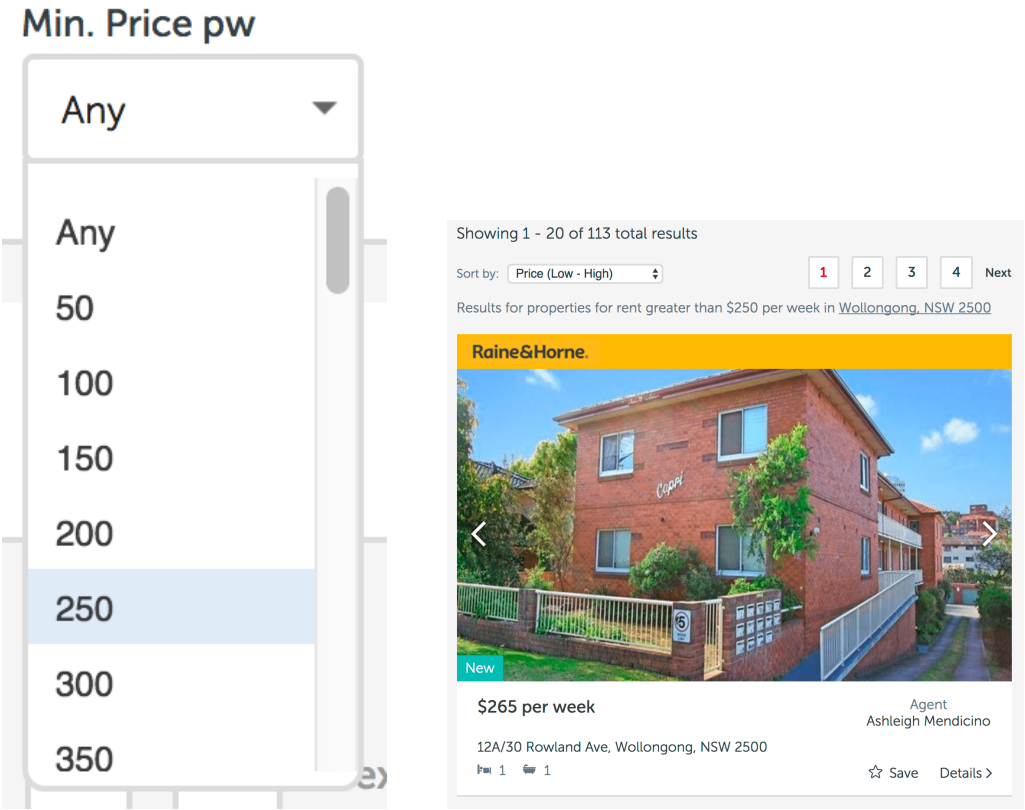 Min. Price pw
Any
Any
50
100
150
200
250
300
350
ex
Showing 1 - 20 of 113 total results
Sort by: Price (Low - High) 1 2 3 4 Next
Results for properties for rent greater than $250 per week in Wollongong, NSW 2500
Raine&Horne.
Capri
5
New
$265 per week
Agent
Ashleigh Mendicino
12A/30 Rowland Ave, Wollongong, NSW 2500
1 1
Save Details